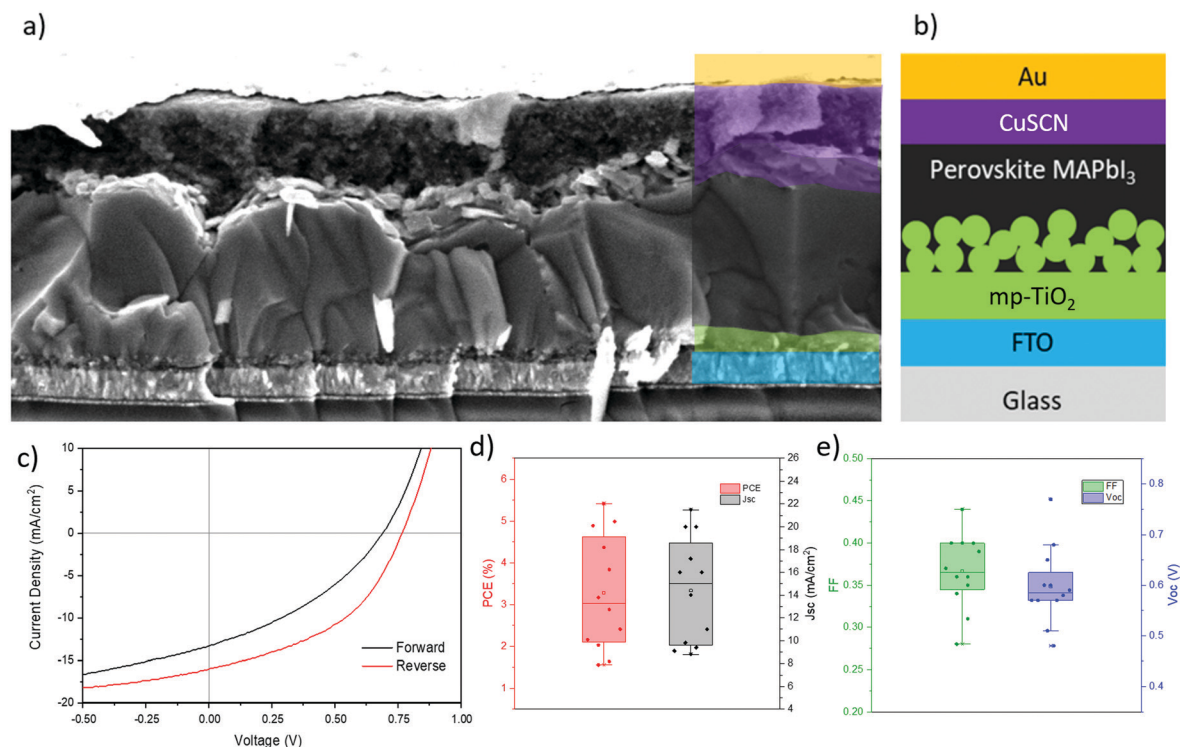 a)
b)
Au
CuSCN
Perovskite MAPbI₃
mp-TiO₂
FTO
Glass
c)
10
5
0
-5
-10
-15
-20
Current Density (mA/cm²)
Forward
Reverse
-0.50
-0.25
0.00
0.25
0.50
0.75
1.00
Voltage (V)
d)
6
5
4
3
2
1
PCE (%)
PCE
Jsc
26
24
22
20
18
16
14
12
10
8
6
4
Jsc (mA/cm²)
e)
0.50
0.45
0.40
0.35
0.30
0.25
0.20
FF
FF
Voc
0.8
0.7
0.6
0.5
0.4
Voc (V)